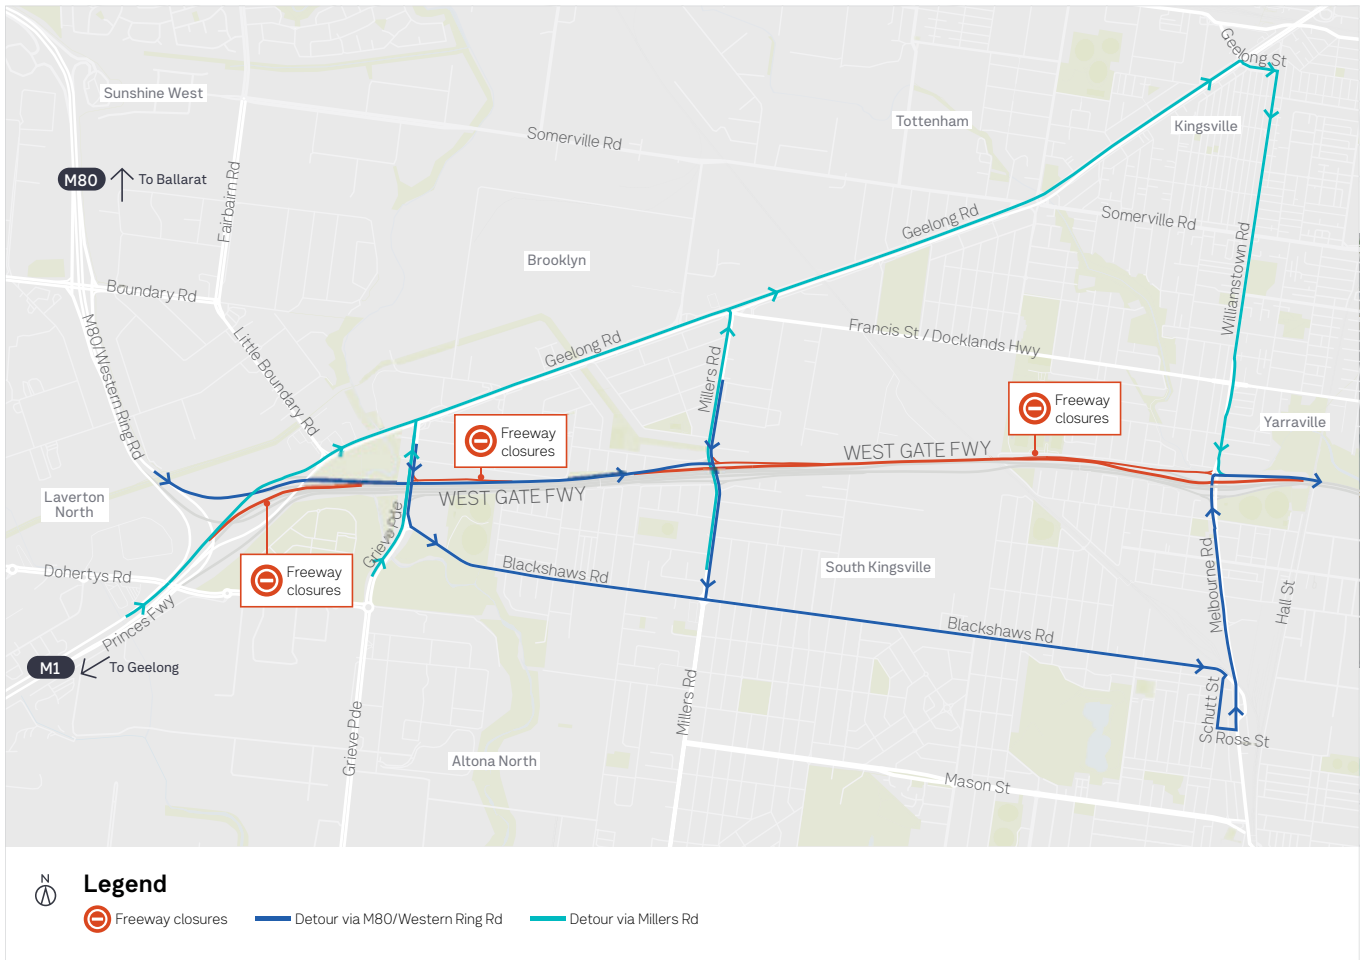 Geelong St
Sunshine West
Tottenham
Kingsville
Somerville Rd
M80
To Ballarat
Fairbairn Rd
Geelong Rd
Somerville Rd
Williamstown Rd
Brooklyn
Boundary Rd
M80/Western Ring Rd
Little Boundary Rd
Geelong Rd
Millers Rd
Francis St / Docklands Hwy
Freeway
closures
Freeway
closures
Yarraville
WEST GATE FWY
WEST GATE FWY
Laverton
North
Grieve Pde
Dohertys Rd
Freeway
closures
Blackshaws Rd
South Kingsville
Melbourne Rd
Hall St
Princes Fwy
Blackshaws Rd
M1
To Geelong
Millers Rd
Schutt St
Ross St
Grieve Pde
Altona North
Mason St
N
Legend
Freeway closures
Detour via M80/Western Ring Rd
Detour via Millers Rd